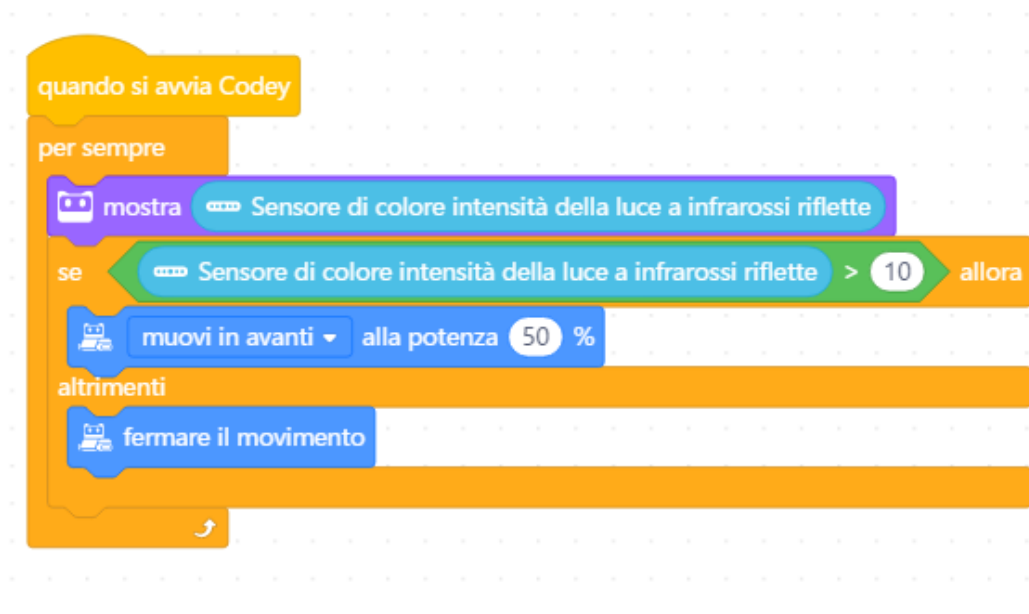 quando si avvia Codey
per sempre
mostra Sensore di colore intensità della luce a infrarossi riflette
se Sensore di colore intensità della luce a infrarossi riflette > 10 allora
muovi in avanti alla potenza 50 %
altrimenti
fermare il movimento